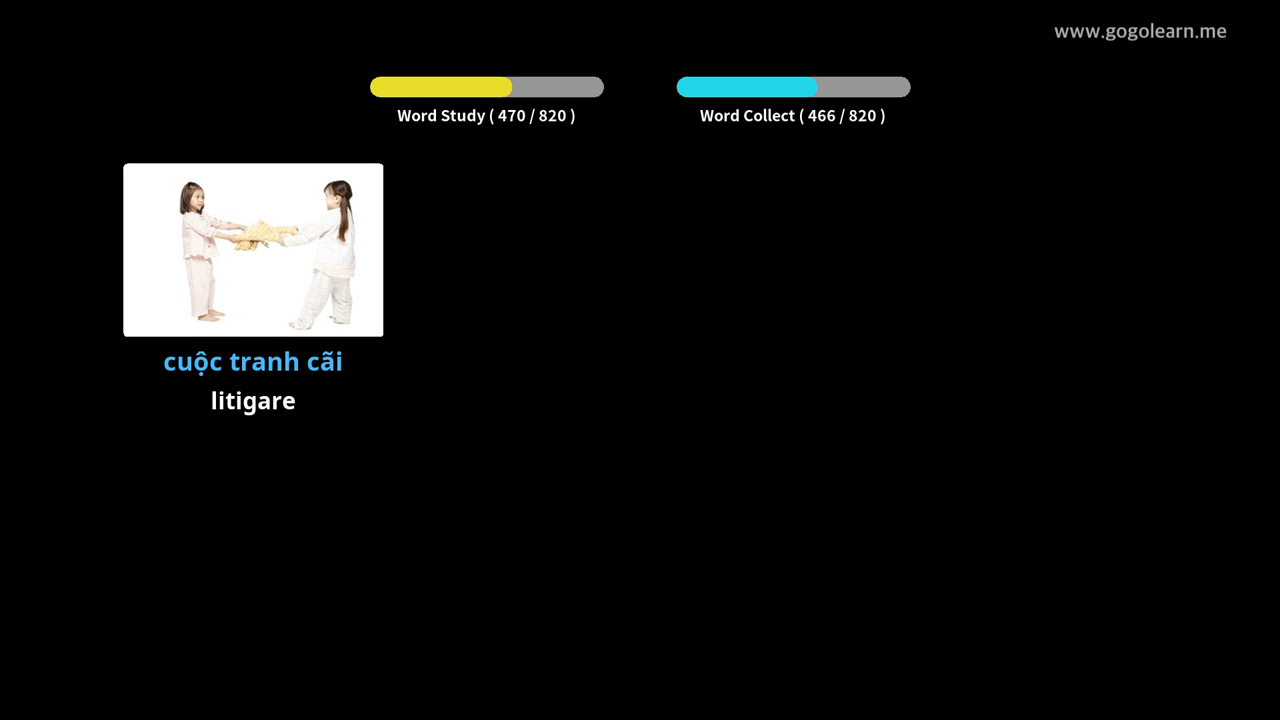 www.gogolearn.me
Word Study ( 470 / 820 )
Word Collect ( 466 / 820 )
cuộc tranh cãi
litigare